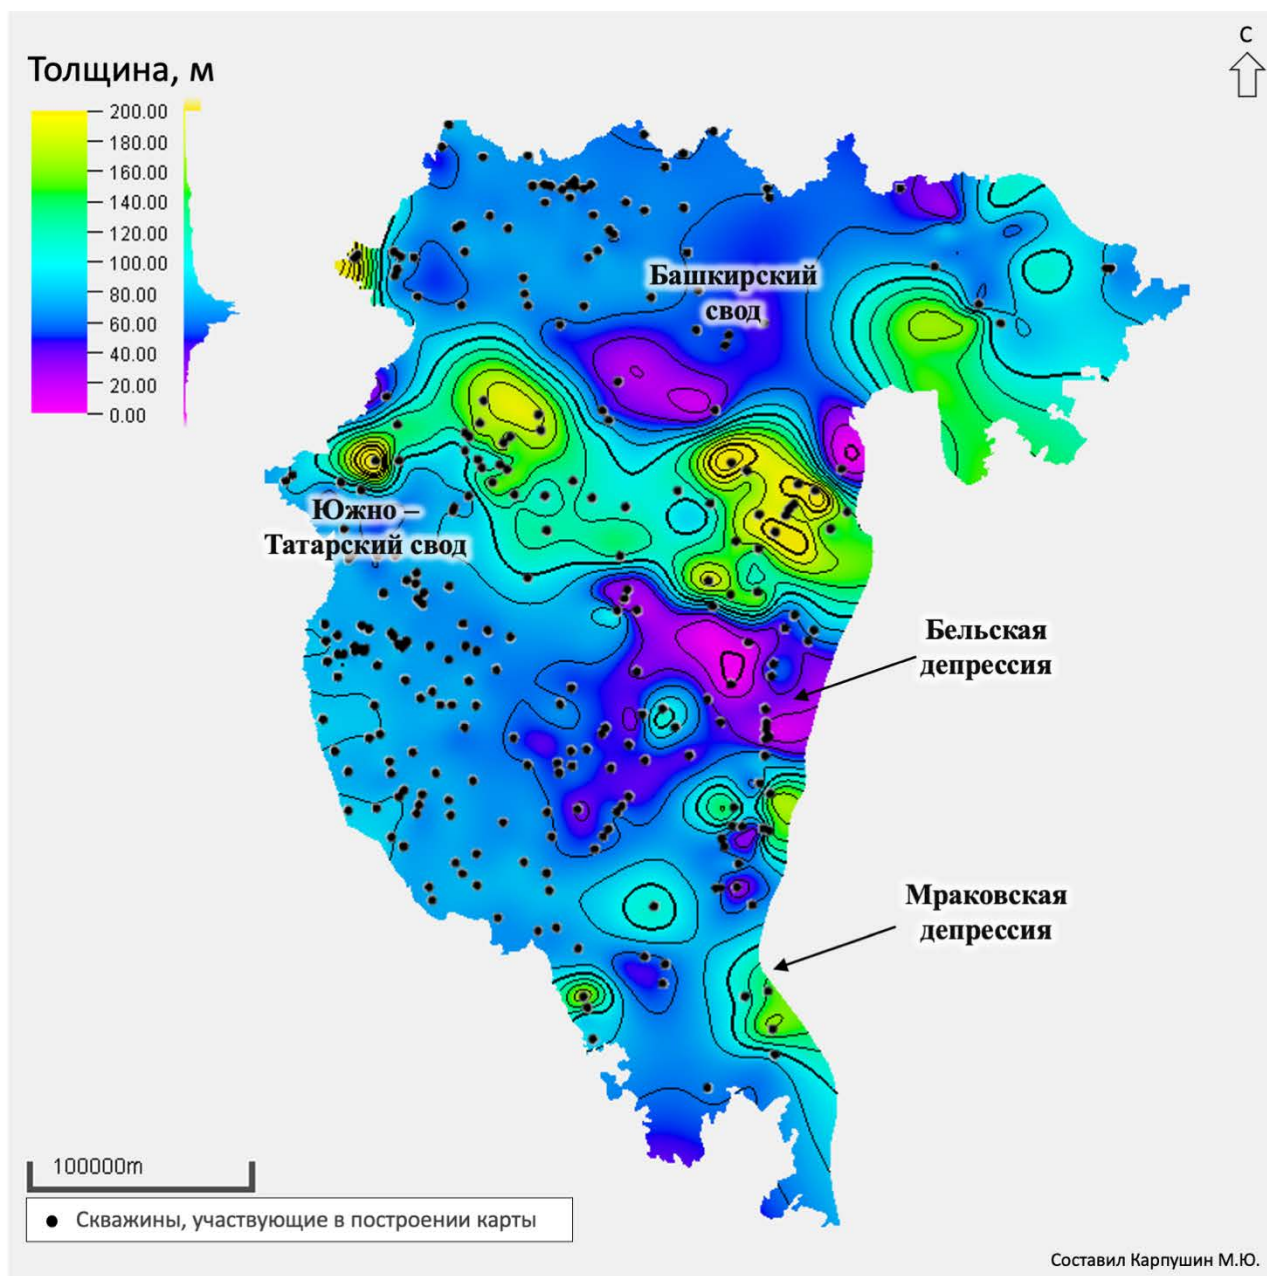 С
Толщина, м
200.00
180.00
160.00
140.00
120.00
100.00
80.00
60.00
40.00
20.00
0.00
Башкирский
свод
Южно –
Татарский свод
Бельская
депрессия
Мраковская
депрессия
100000m
Скважины, участвующие в построении карты
Составил Карпушин М.Ю.